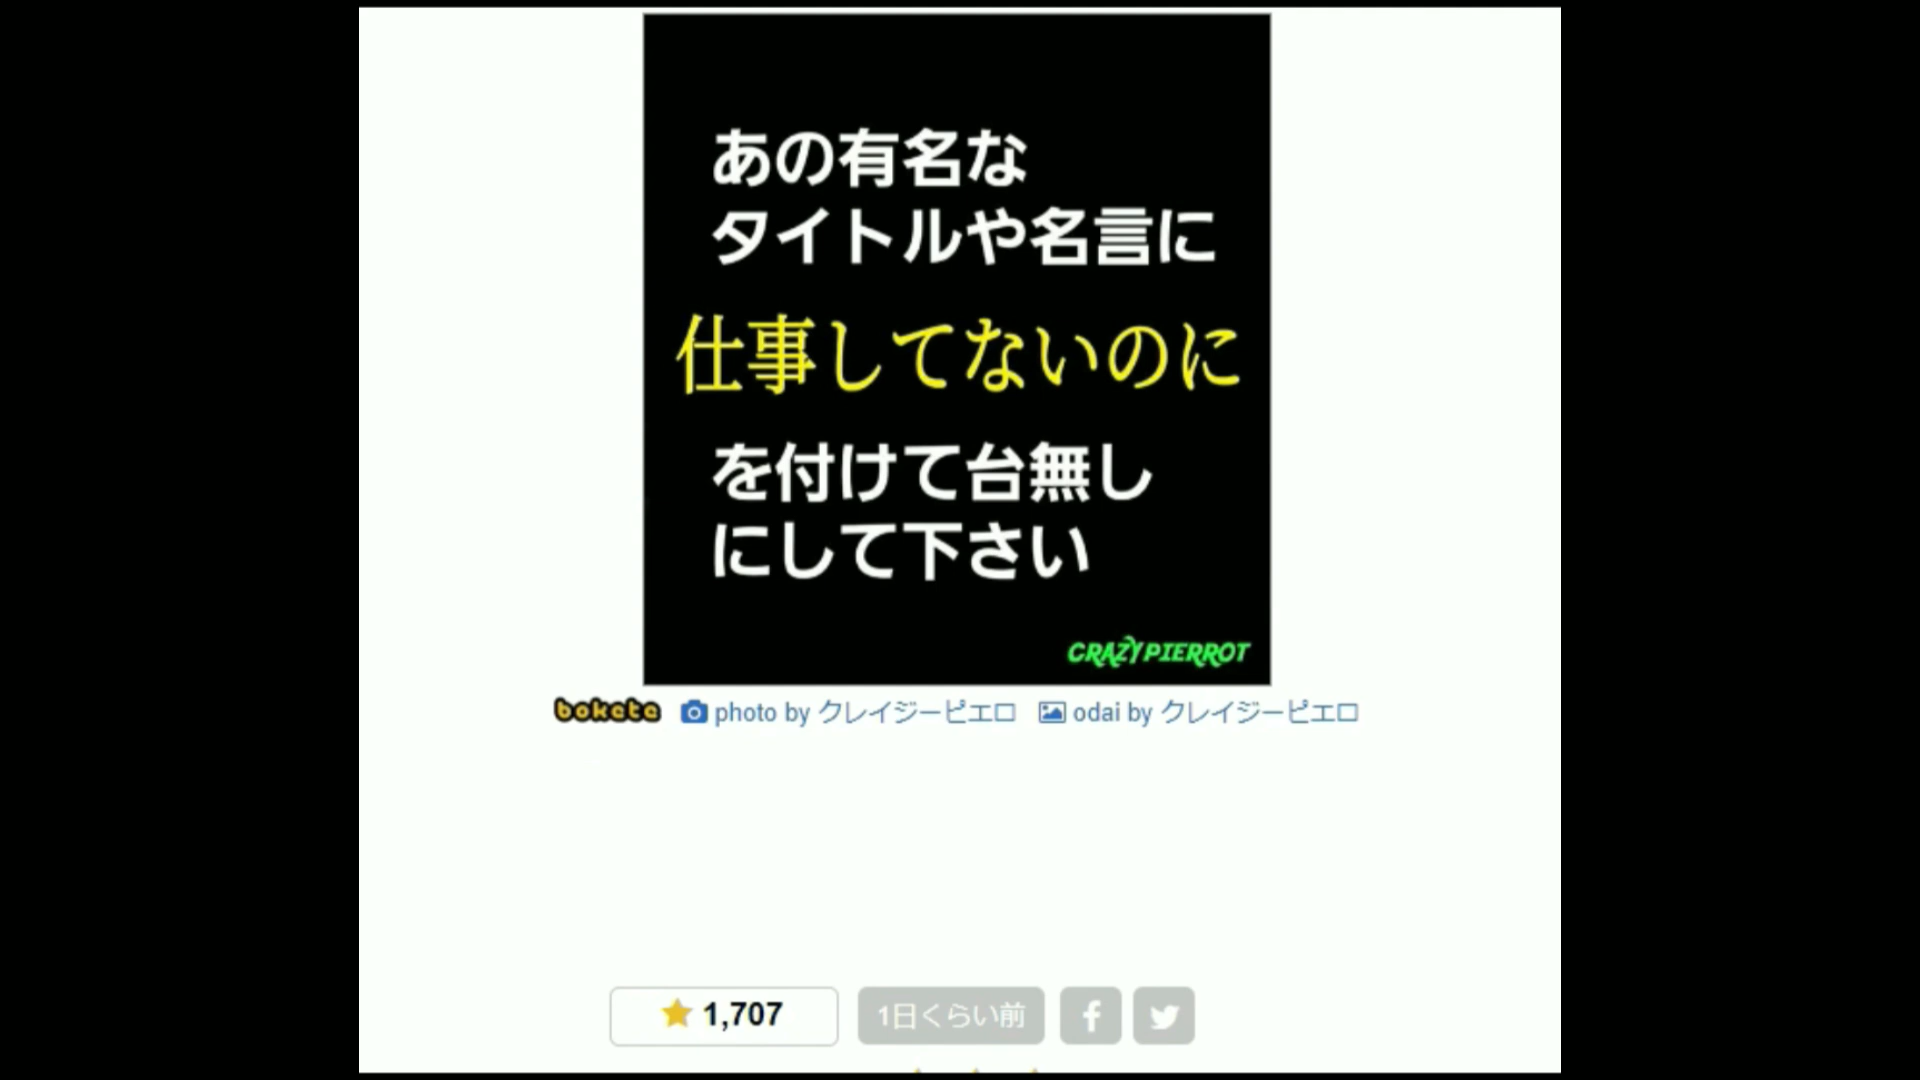 あの有名な
タイトルや名言に
仕事してないのに
を付けて台無し
にして下さい
CRAZY PIERROT
bokete photo by クレイジーピエロ odai by クレイジーピエロ
1,707 1日くらい前